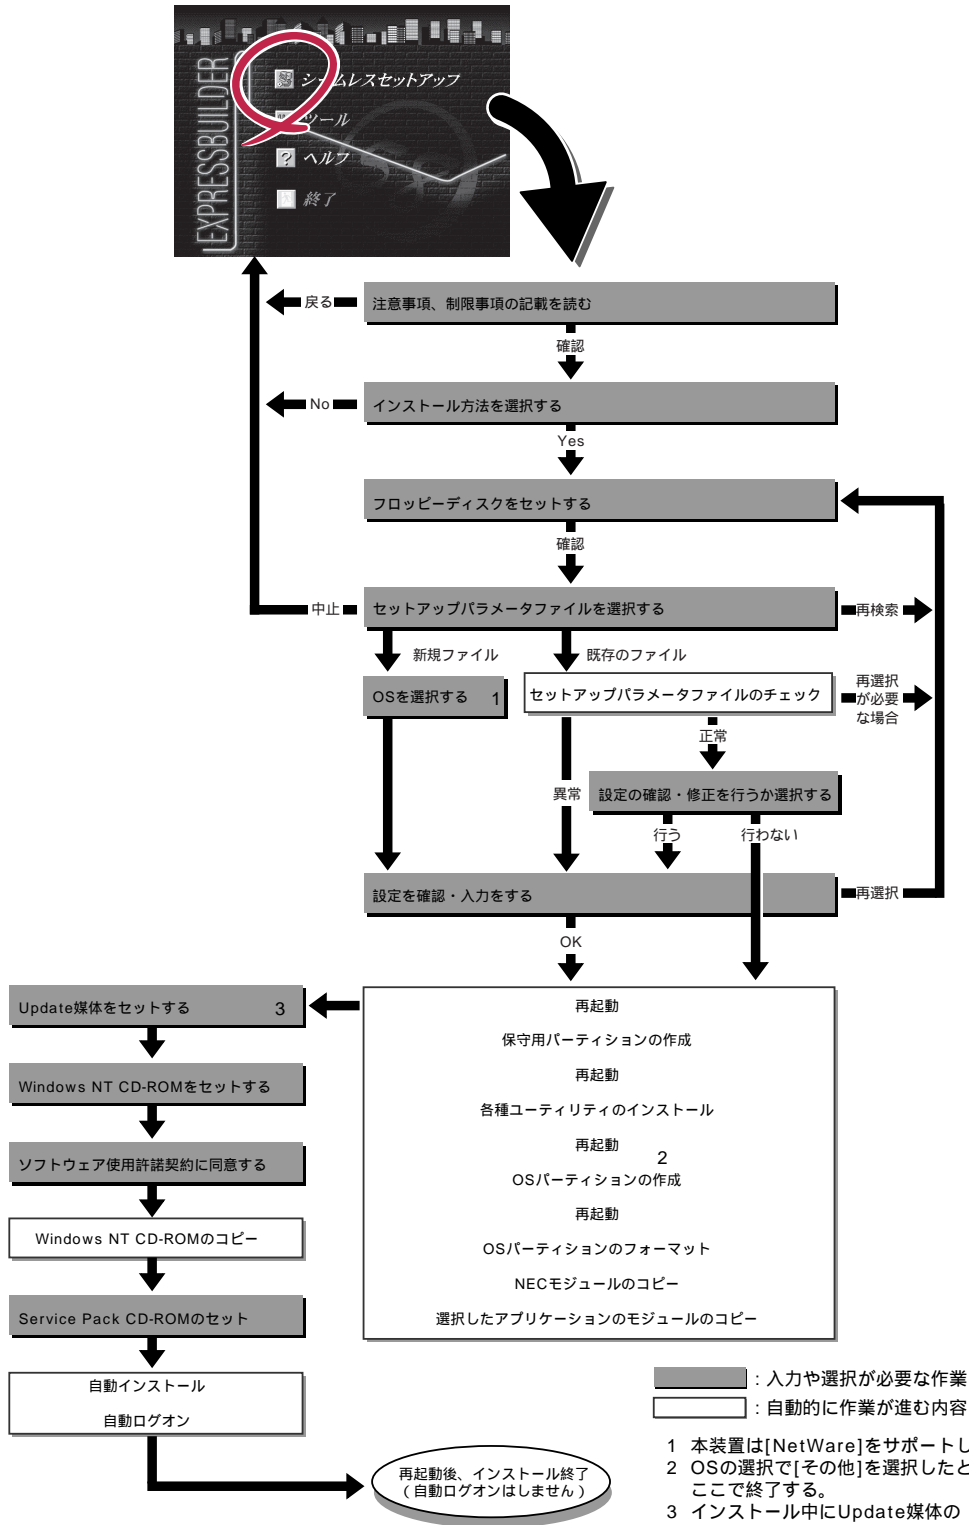 EXPRESSBUILDER
シームレスセットアップ
ツール
ヘルプ
終了
戻る
注意事項、制限事項の記載を読む
確認
No
インストール方法を選択する
Yes
フロッピーディスクをセットする
確認
中止
セットアップパラメータファイルを選択する
再検索
新規ファイル
既存のファイル
OSを選択する 1
セットアップパラメータファイルのチェック
再選択
が必要
な場合
正常
異常
設定の確認・修正を行うか選択する
行う
行わない
設定を確認・入力をする
再選択
OK
再起動
保守用パーティションの作成
再起動
各種ユーティリティのインストール
再起動
2
OSパーティションの作成
再起動
OSパーティションのフォーマット
NECモジュールのコピー
選択したアプリケーションのモジュールのコピー
Update媒体をセットする 3
Windows NT CD-ROMをセットする
ソフトウェア使用許諾契約に同意する
Windows NT CD-ROMのコピー
Service Pack CD-ROMのセット
自動インストール
自動ログオン
再起動後、インストール終了
(自動ログオンはしません)
:入力や選択が必要な作業
:自動的に作業が進む内容
1 本装置は[NetWare]をサポートし
2 OSの選択で[その他]を選択したと
ここで終了する。
3 インストール中にUpdate媒体の